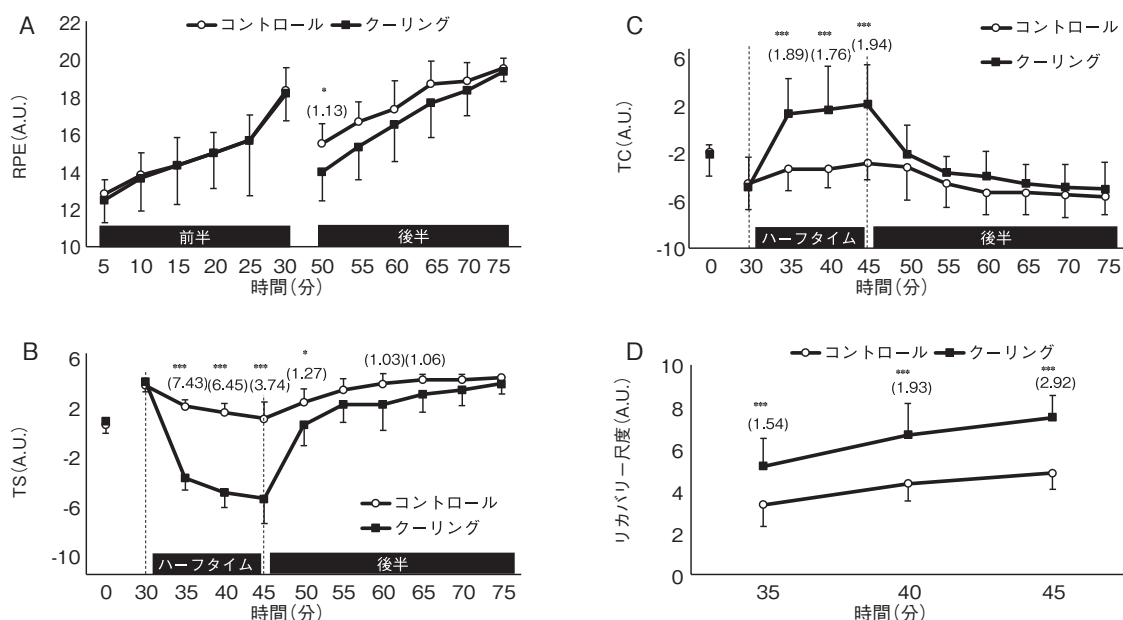 A
コントロール クーリング
RPE(A.U.)
22
20
18
16
14
12
10
*
(1.13)
前半 後半
5 10 15 20 25 30 50 55 60 65 70 75
時間(分)
C
コントロール
クーリング
TC(A.U.)
6
2
-2
-6
-10
*** *** ***
(1.89) (1.76) (1.94)
ハーフタイム 後半
0 30 35 40 45 50 55 60 65 70 75
時間(分)
B
TS(A.U.)
6
2
-2
-6
-10
*** *** *** *
(7.43) (6.45) (3.74) (1.27) (1.03) (1.06)
コントロール
クーリング
ハーフタイム 後半
0 30 35 40 45 50 55 60 65 70 75
時間(分)
D
コントロール クーリング
リカバリー尺度(A.U.)
10
8
6
4
2
0
*** *** ***
(1.54) (1.93) (2.92)
35 40 45
時間(分)